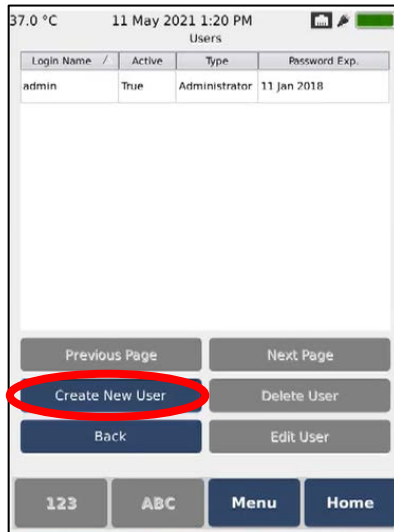 37.0 °C 11 May 2021 1:20 PM
Users
Login Name / Active Type Password Exp.
admin True Administrator 11 Jan 2018
Previous Page Next Page
Create New User Delete User
Back Edit User
123 ABC Menu Home